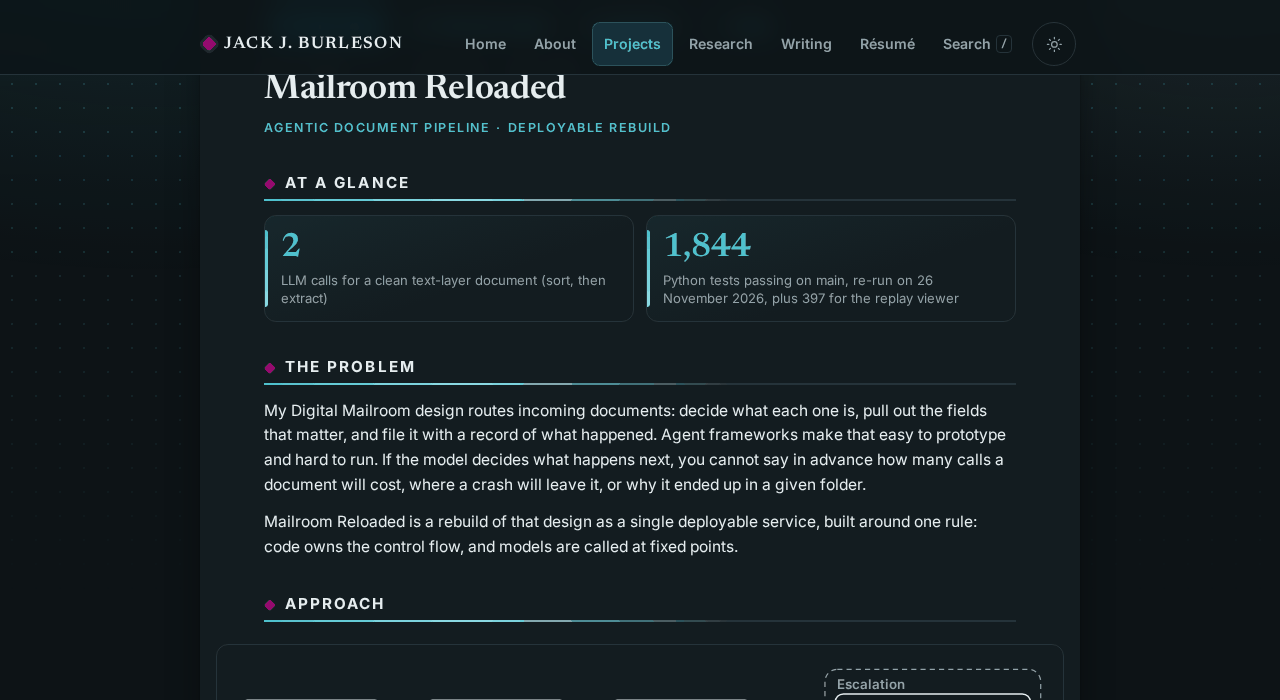 JACK J. BURLESON
Home
About
Projects
Research
Writing
Résumé
Search /
Mailroom Reloaded
AGENTIC DOCUMENT PIPELINE · DEPLOYABLE REBUILD
AT A GLANCE
2
LLM calls for a clean text-layer document (sort, then
extract)
1,844
Python tests passing on main, re-run on 26
November 2026, plus 397 for the replay viewer
THE PROBLEM
My Digital Mailroom design routes incoming documents: decide what each one is, pull out the fields
that matter, and file it with a record of what happened. Agent frameworks make that easy to prototype
and hard to run. If the model decides what happens next, you cannot say in advance how many calls a
document will cost, where a crash will leave it, or why it ended up in a given folder.
Mailroom Reloaded is a rebuild of that design as a single deployable service, built around one rule:
code owns the control flow, and models are called at fixed points.
APPROACH
Escalation